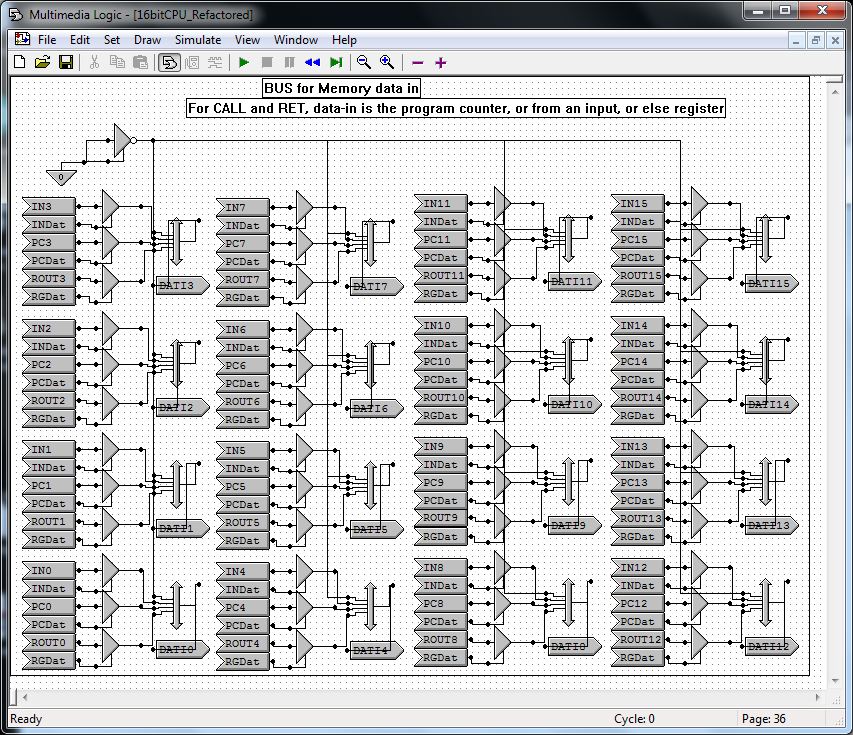 Multimedia Logic - [16bitCPU_Refactored]
File Edit Set Draw Simulate View Window Help
BUS for Memory data in
For CALL and RET, data-in is the program counter, or from an input, or else register
0
IN3
INDat
PC3
PCDat
ROUT3
RGDat
DATI3
IN7
INDat
PC7
PCDat
ROUT7
RGDat
DATI7
IN11
INDat
PC11
PCDat
ROUT11
RGDat
DATI11
IN15
INDat
PC15
PCDat
ROUT15
RGDat
DATI15
IN2
INDat
PC2
PCDat
ROUT2
RGDat
DATI2
IN6
INDat
PC6
PCDat
ROUT6
RGDat
DATI6
IN10
INDat
PC10
PCDat
ROUT10
RGDat
DATI10
IN14
INDat
PC14
PCDat
ROUT14
RGDat
DATI14
IN1
INDat
PC1
PCDat
ROUT1
RGDat
DATI1
IN5
INDat
PC5
PCDat
ROUT5
RGDat
DATI5
IN9
INDat
PC9
PCDat
ROUT9
RGDat
DATI9
IN13
INDat
PC13
PCDat
ROUT13
RGDat
DATI13
IN0
INDat
PC0
PCDat
ROUT0
RGDat
DATI0
IN4
INDat
PC4
PCDat
ROUT4
RGDat
DATI4
IN8
INDat
PC8
PCDat
ROUT8
RGDat
DATI8
IN12
INDat
PC12
PCDat
ROUT12
RGDat
DATI12
Ready Cycle: 0 Page: 36